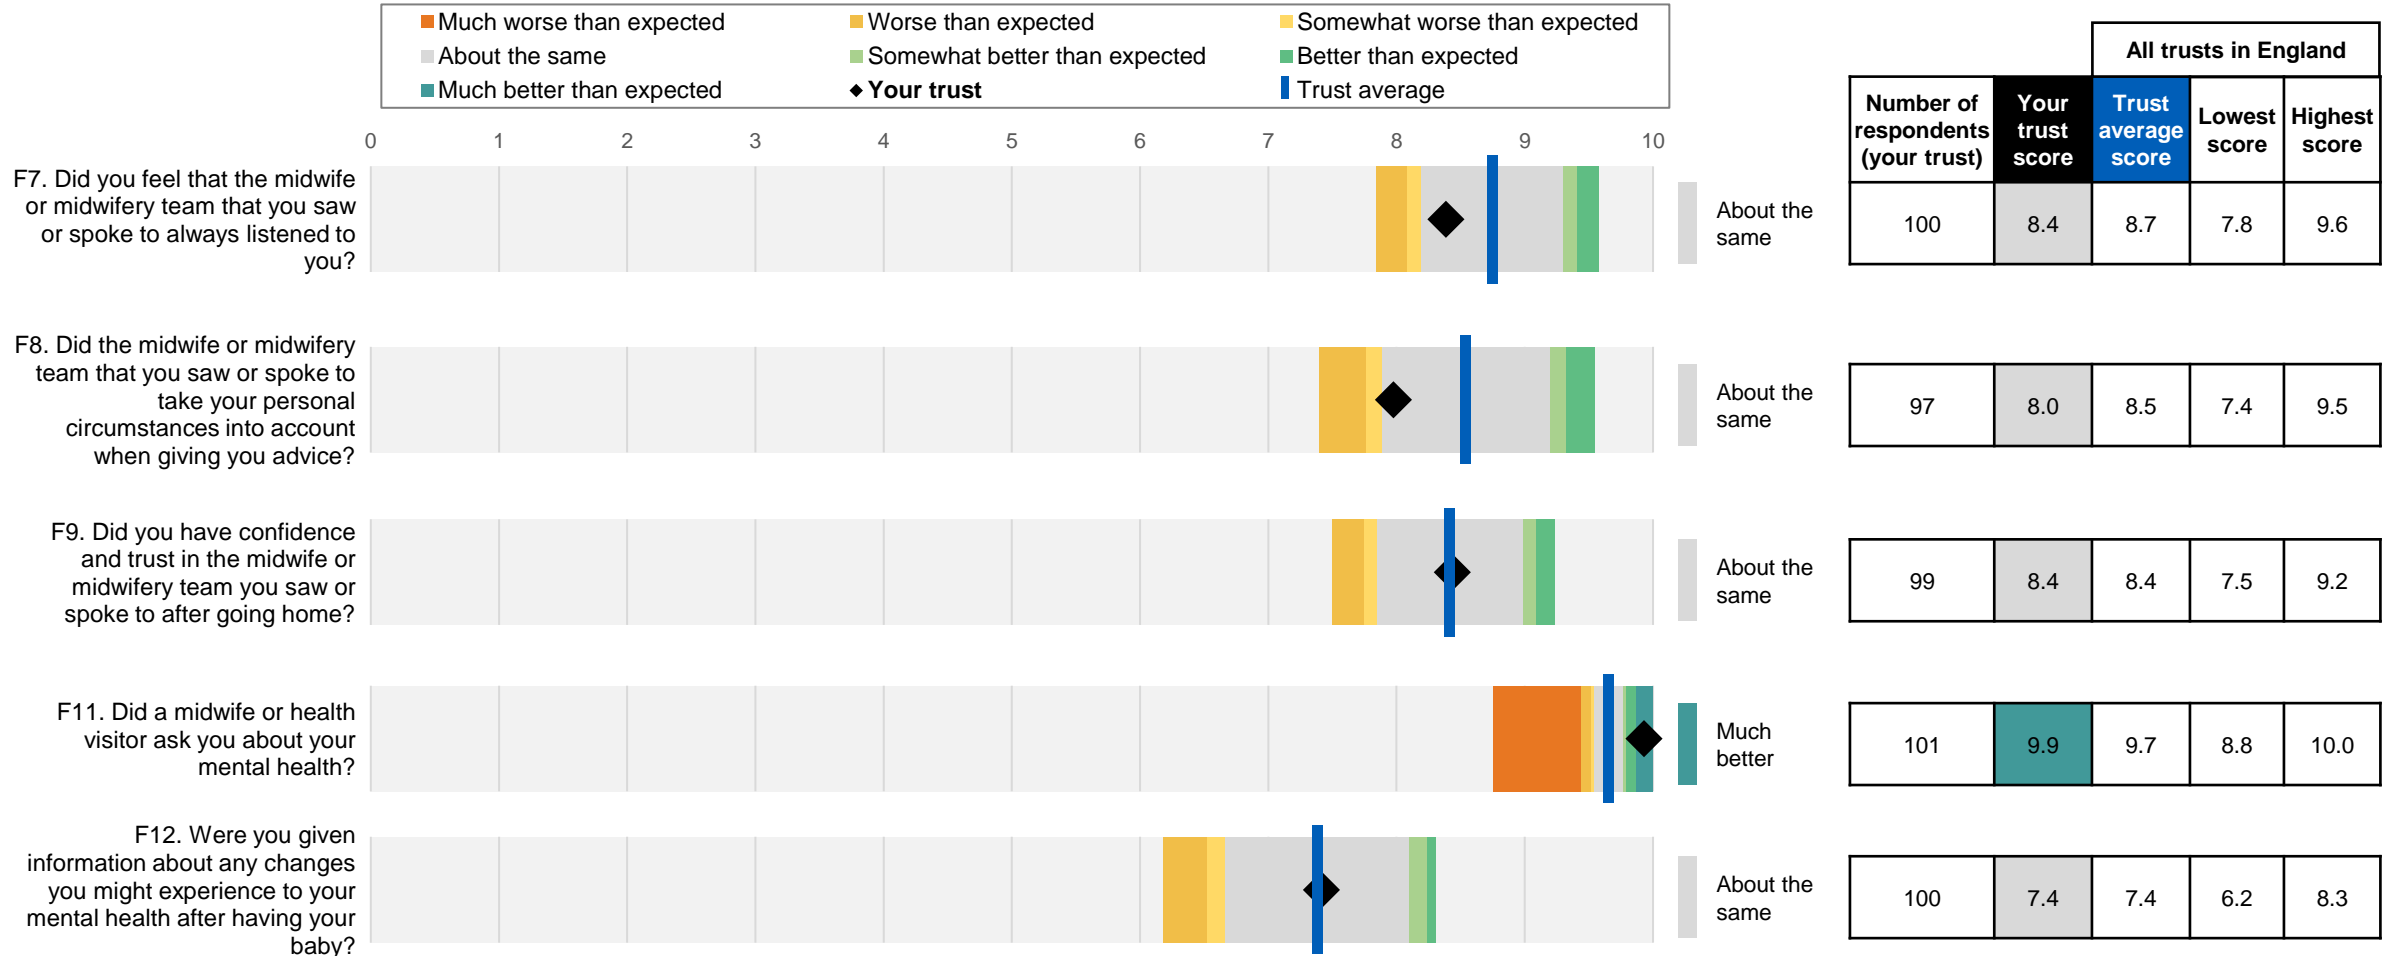 Much worse than expected
Worse than expected
Somewhat worse than expected
About the same
Somewhat better than expected
Better than expected
Much better than expected
Your trust
Trust average
All trusts in England
Number of
respondents
(your trust)
Your
trust
score
Trust
average
score
Lowest
score
Highest
score
0 1 2 3 4 5 6 7 8 9 10
F7. Did you feel that the midwife
or midwifery team that you saw
or spoke to always listened to
you?
About the
same
100 8.4 8.7 7.8 9.6
F8. Did the midwife or midwifery
team that you saw or spoke to
take your personal
circumstances into account
when giving you advice?
About the
same
97 8.0 8.5 7.4 9.5
F9. Did you have confidence
and trust in the midwife or
midwifery team you saw or
spoke to after going home?
About the
same
99 8.4 8.4 7.5 9.2
F11. Did a midwife or health
visitor ask you about your
mental health?
Much
better
101 9.9 9.7 8.8 10.0
F12. Were you given
information about any changes
you might experience to your
mental health after having your
baby?
About the
same
100 7.4 7.4 6.2 8.3